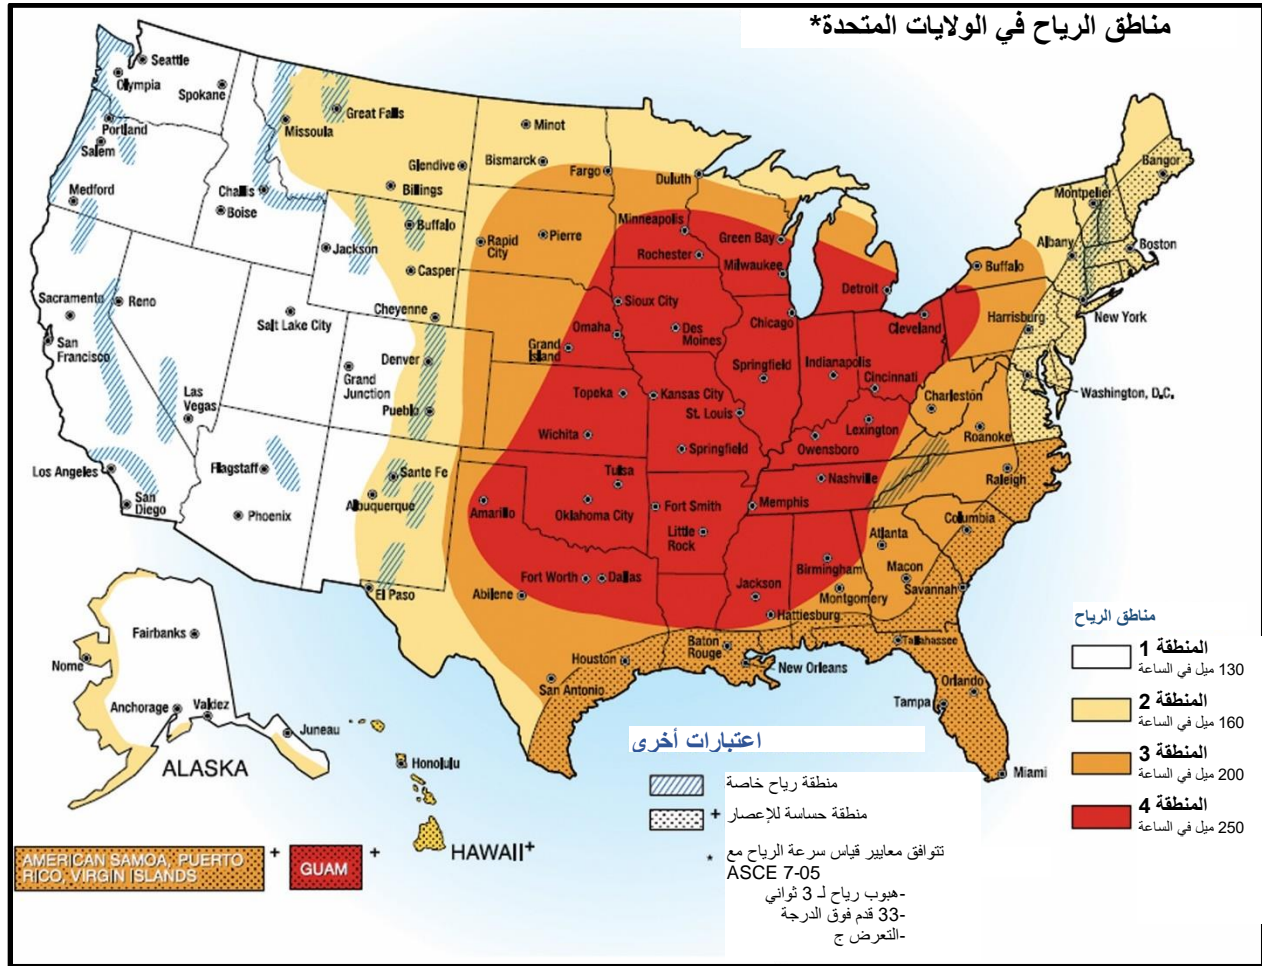 مناطق الرياح في الولايات المتحدة*
Seattle
Olympia
Spokane
Portland
Salem
Medford
Missoula
Great Falls
Challis
Boise
Glendive
Billings
Minot
Bismarck
Fargo
Duluth
Buffalo
Jackson
Casper
Rapid
City
Pierre
Minneapolis
Rochester
Green Bay
Milwaukee
Detroit
Bangor
Montpelier
Albany
Boston
Buffalo
New York
Harrisburg
Washington, D.C.
Sacramento
Reno
San
Francisco
Salt Lake City
Cheyenne
Denver
Grand
Junction
Pueblo
Grand
Island
Omaha
Sioux City
Des
Moines
Chicago
Cleveland
Springfield
Indianapolis
Cincinnati
Charleston
Roanoke
Las
Vegas
Topeka
Kansas City
St. Louis
Lexington
Owensboro
Wichita
Springfield
Nashville
Raleigh
Los Angeles
San
Diego
Flagstaff
Phoenix
Sante Fe
Albuquerque
Tulsa
Amarillo
Oklahoma City
Fort Smith
Little
Rock
Memphis
Columbia
Atlanta
Macon
Savannah
Birmingham
Montgomery
El Paso
Abilene
Fort Worth
Dallas
Jackson
Hattiesburg
Tallahassee
Baton
Rouge
New Orleans
Houston
San Antonio
Orlando
Tampa
Miami
Fairbanks
Nome
Anchorage
Valdez
Juneau
ALASKA
Honolulu
HAWAII+
AMERICAN SAMOA, PUERTO
RICO, VIRGIN ISLANDS
+
GUAM
+
مناطق الرياح
المنطقة 1
130 ميل في الساعة
المنطقة 2
160 ميل في الساعة
المنطقة 3
200 ميل في الساعة
المنطقة 4
250 ميل في الساعة
اعتبارات أخرى
منطقة رياح خاصة
+ منطقة حساسة للإعصار
* تتوافق معايير قياس سرعة الرياح مع
ASCE 7-05
-هبوب رياح لـ 3 ثواني
-33 قدم فوق الدرجة
-التعرض ج